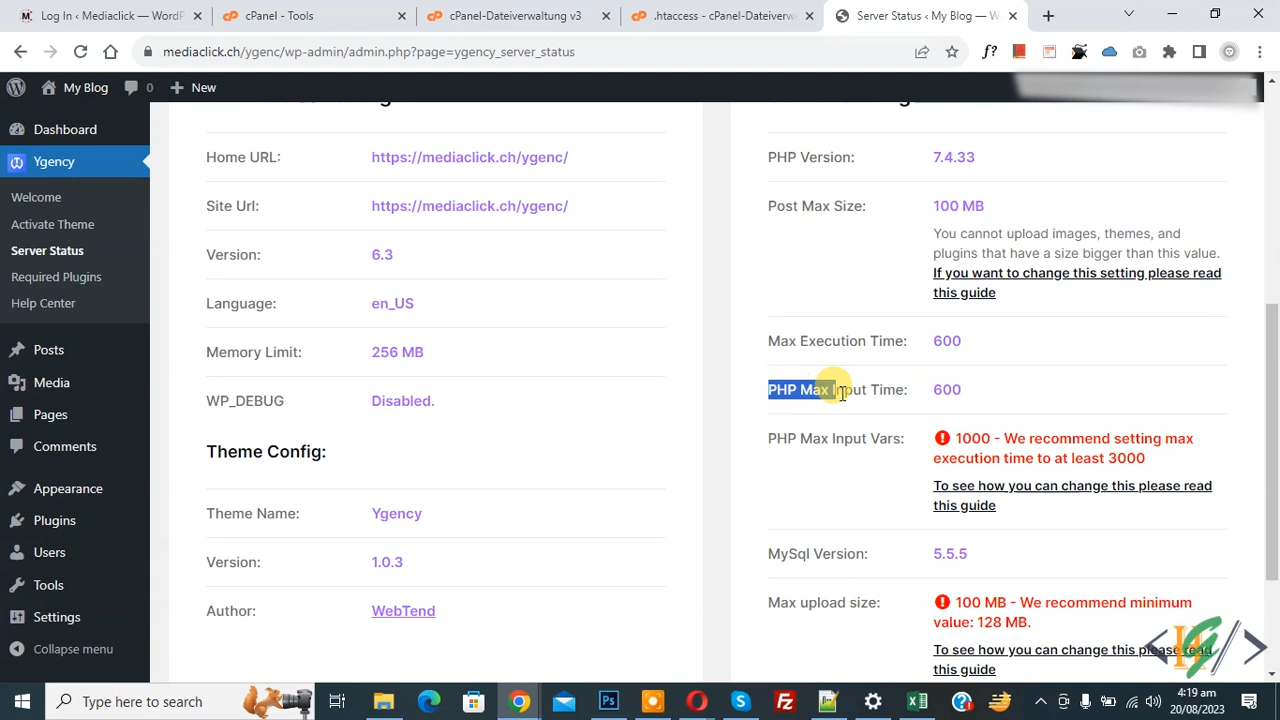 Log In ‹ Mediaclick — WordP
cPanel - Tools
cPanel-Dateiverwaltung v3
.htaccess - cPanel-Dateiverw
Server Status ‹ My Blog — W
mediaclick.ch/ygenc/wp-admin/admin.php?page=ygency_server_status
My Blog
0
New
Dashboard
Ygency
Welcome
Activate Theme
Server Status
Required Plugins
Help Center
Posts
Media
Pages
Comments
Appearance
Plugins
Users
Tools
Settings
Collapse menu
Home URL: https://mediaclick.ch/ygenc/
Site Url: https://mediaclick.ch/ygenc/
Version: 6.3
Language: en_US
Memory Limit: 256 MB
WP_DEBUG Disabled.
Theme Config:
Theme Name: Ygency
Version: 1.0.3
Author: WebTend
PHP Version: 7.4.33
Post Max Size: 100 MB
You cannot upload images, themes, and
plugins that have a size bigger than this value.
If you want to change this setting please read
this guide
Max Execution Time: 600
PHP Max Input Time: 600
PHP Max Input Vars: 1000 - We recommend setting max
execution time to at least 3000
To see how you can change this please read
this guide
MySql Version: 5.5.5
Max upload size: 100 MB - We recommend minimum
value: 128 MB.
To see how you can change this please read
this guide
Type here to search
4:19 am
20/08/2023